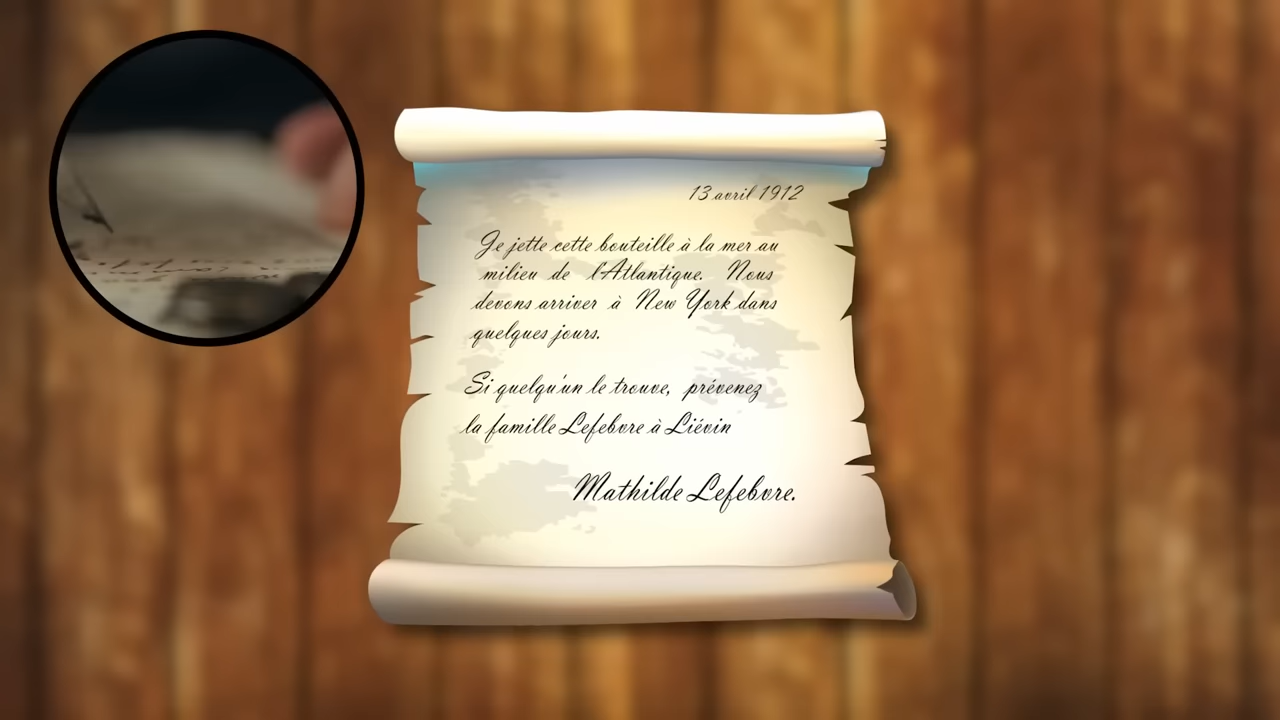 13 avril 1912
Je jette cette bouteille à la mer au
milieu de l'Atlantique. Nous
devons arriver à New York dans
quelques jours.
Si quelqu'un le trouve, prévenez
la famille Lefebvre à Liévin
Mathilde Lefebvre.